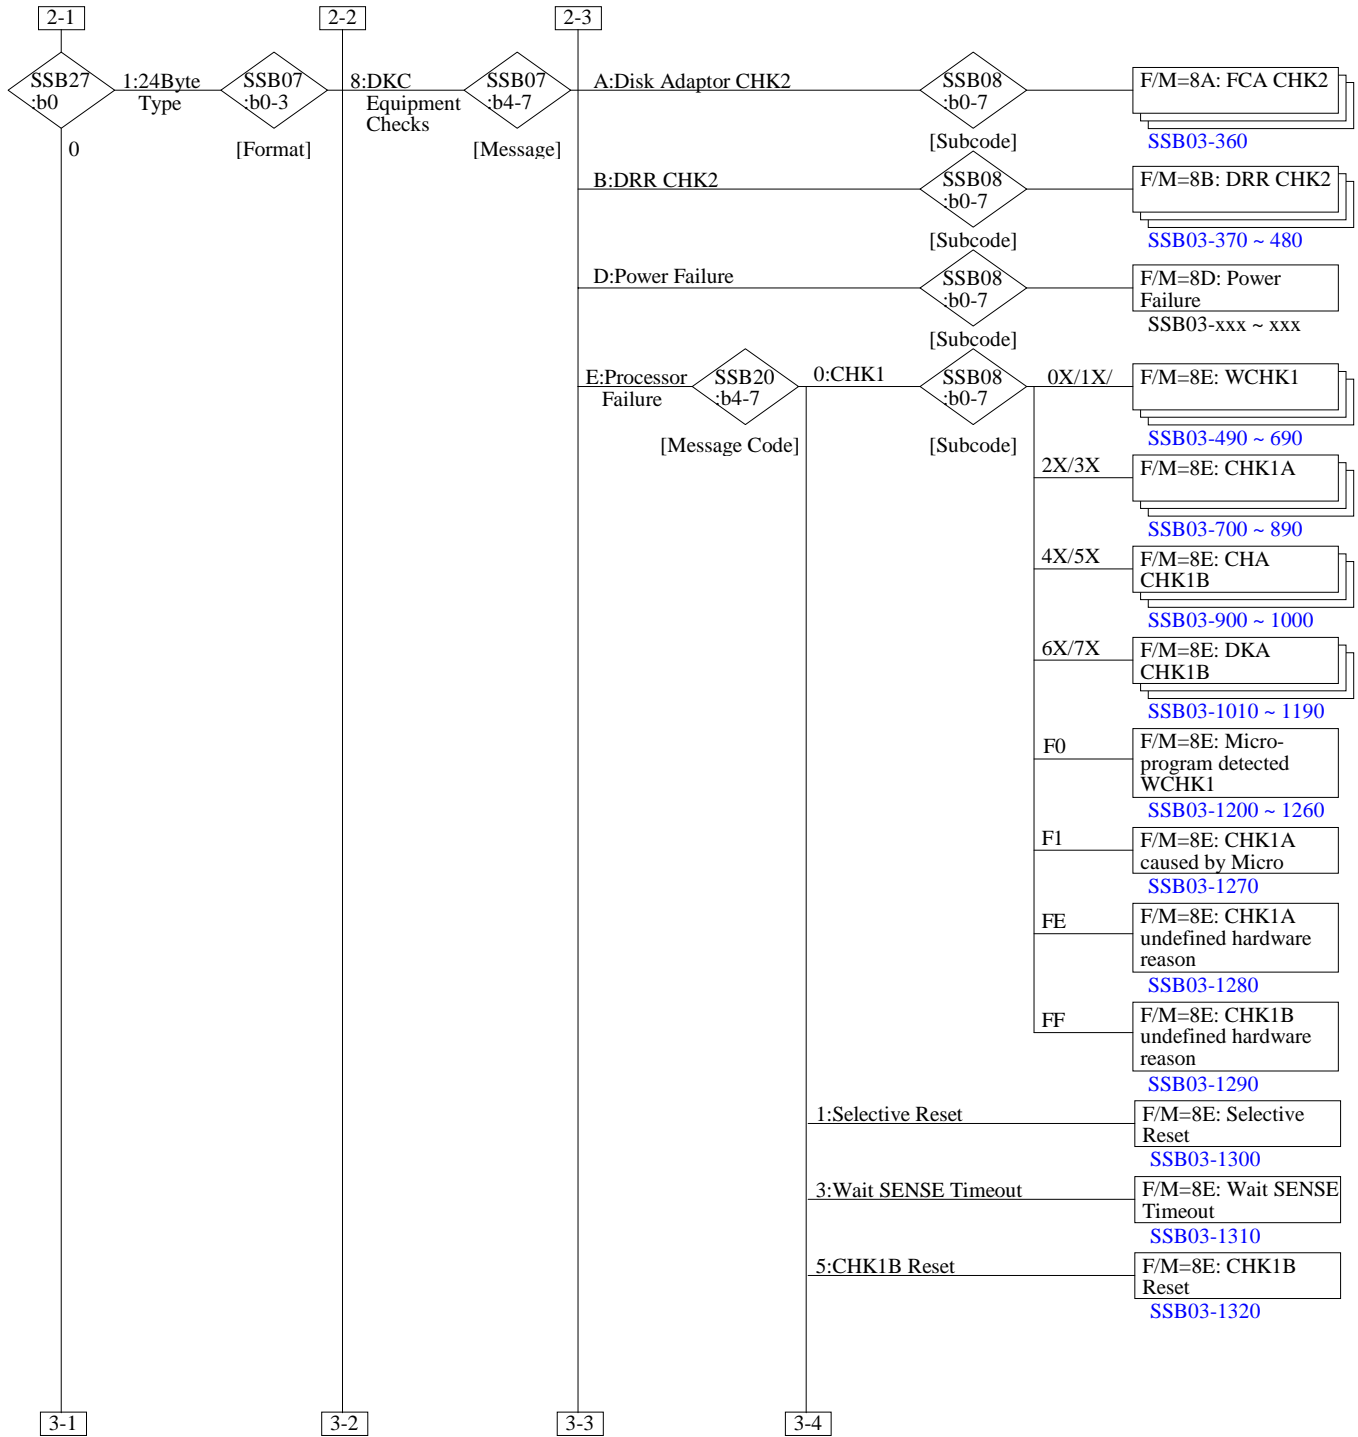 2-1
2-2
2-3
SSB27
:b0
1:24Byte
Type
SSB07
:b0-3
8:DKC
Equipment
Checks
SSB07
:b4-7
A:Disk Adaptor CHK2
SSB08
:b0-7
F/M=8A: FCA CHK2
0
[Format]
[Message]
[Subcode]
SSB03-360
B:DRR CHK2
SSB08
:b0-7
F/M=8B: DRR CHK2
[Subcode]
SSB03-370 ~ 480
D:Power Failure
SSB08
:b0-7
F/M=8D: Power
Failure
[Subcode]
SSB03-xxx ~ xxx
E:Processor
Failure
SSB20
:b4-7
0:CHK1
SSB08
:b0-7
0X/1X/
F/M=8E: WCHK1
[Message Code]
[Subcode]
SSB03-490 ~ 690
2X/3X
F/M=8E: CHK1A
SSB03-700 ~ 890
4X/5X
F/M=8E: CHA
CHK1B
SSB03-900 ~ 1000
6X/7X
F/M=8E: DKA
CHK1B
SSB03-1010 ~ 1190
F0
F/M=8E: Micro-
program detected
WCHK1
SSB03-1200 ~ 1260
F1
F/M=8E: CHK1A
caused by Micro
SSB03-1270
FE
F/M=8E: CHK1A
undefined hardware
reason
SSB03-1280
FF
F/M=8E: CHK1B
undefined hardware
reason
SSB03-1290
1:Selective Reset
F/M=8E: Selective
Reset
SSB03-1300
3:Wait SENSE Timeout
F/M=8E: Wait SENSE
Timeout
SSB03-1310
5:CHK1B Reset
F/M=8E: CHK1B
Reset
SSB03-1320
3-1
3-2
3-3
3-4